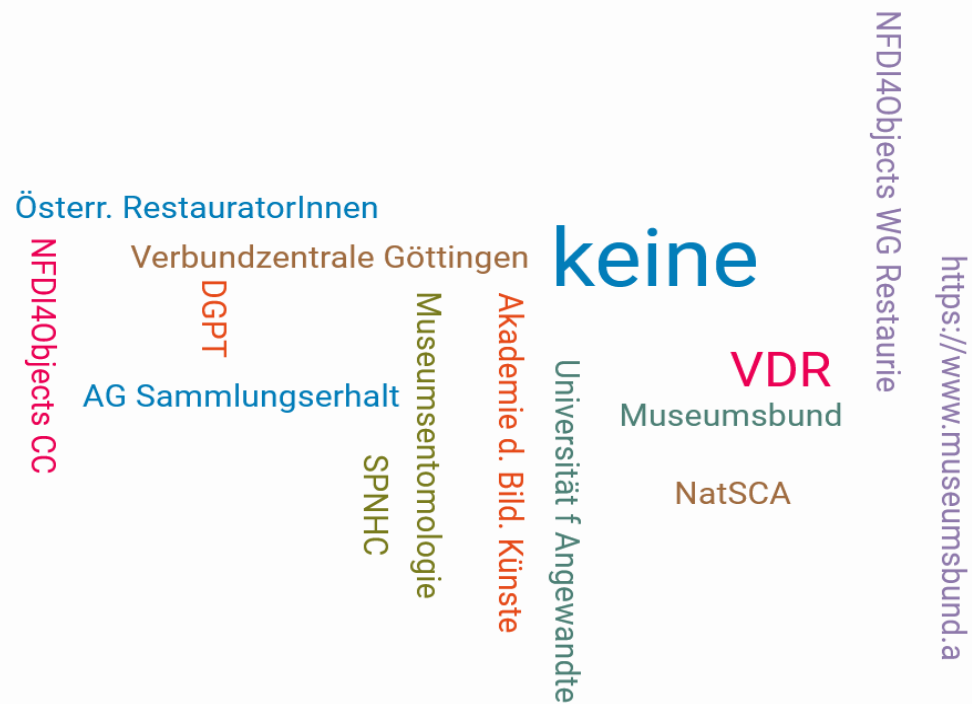 NFDI4Objects WG Restaurie
Österr. RestauratorInnen
keine
NFDI4Objects CC
Verbundzentrale Göttingen
https://www.museumsbund.a
DGPT
Museumsentomologie
Akademie d. Bild. Künste
VDR
Universität f Angewandte
AG Sammlungserhalt
Museumsbund
SPNHC
NatSCA